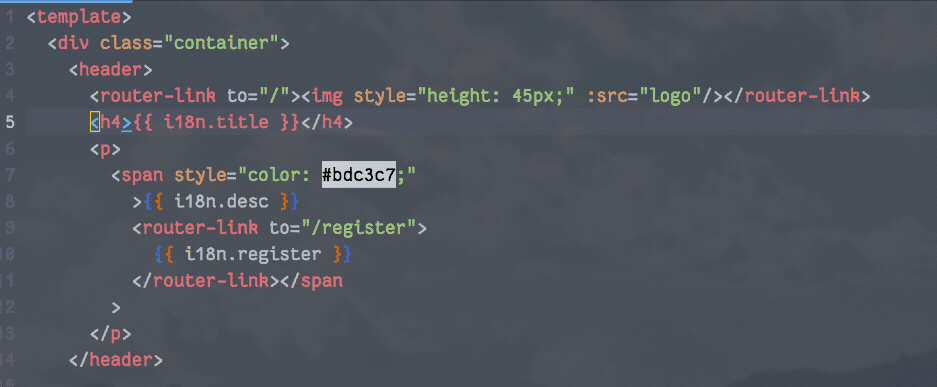 1 <template>
2 <div class="container">
3 <header>
4 <router-link to="/"><img style="height: 45px;" :src="logo"/></router-link>
5 <h4>{{ i18n.title }}</h4>
6 <p>
7 <span style="color: #bdc3c7;"
8 >{{ i18n.desc }}
9 <router-link to="/register">
10 {{ i18n.register }}
11 </router-link></span
12 >
13 </p>
14 </header>